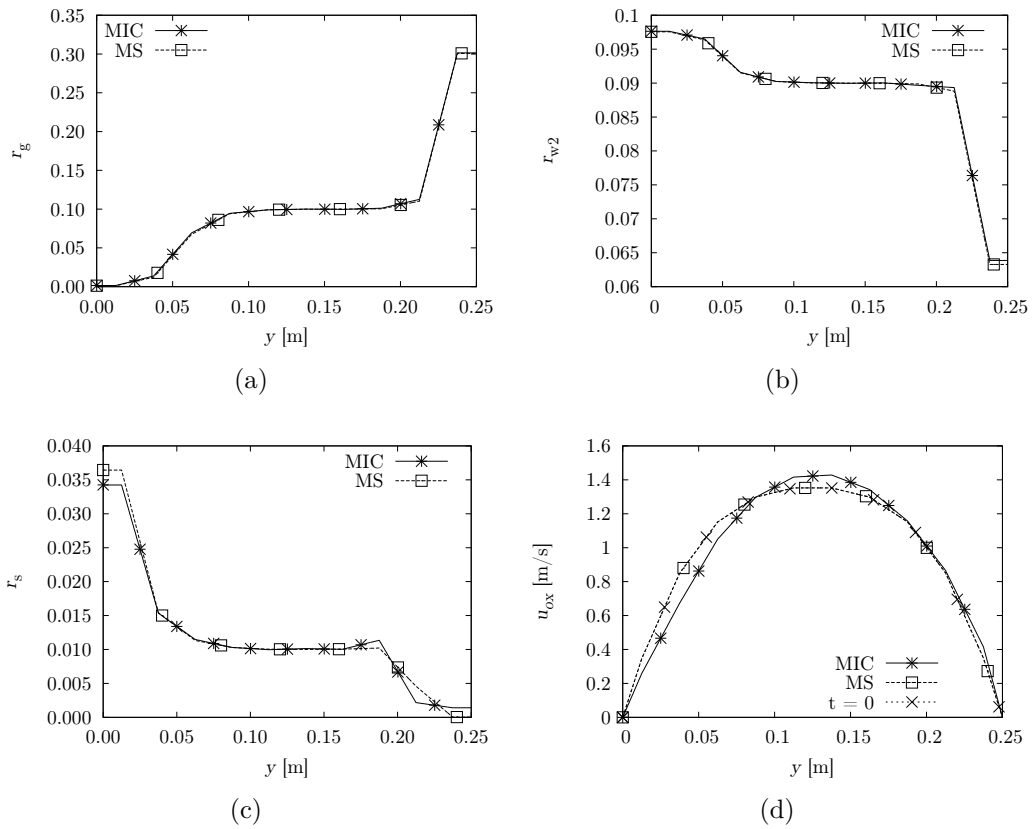 0.35
MIC
MS
0.30
0.25
0.20
0.15
0.10
0.05
0.00
r_g
0.00 0.05 0.10 0.15 0.20 0.25
y [m]
(a)
0.1
MIC
MS
0.095
0.09
0.085
0.08
0.075
0.07
0.065
0.06
r_w2
0 0.05 0.10 0.15 0.20 0.25
y [m]
(b)
0.040
MIC
MS
0.035
0.030
0.025
0.020
0.015
0.010
0.005
0.000
r_s
0.00 0.05 0.10 0.15 0.20 0.25
y [m]
(c)
1.6
1.4
1.2
1
0.8
0.6
0.4
0.2
0
u_ox [m/s]
MIC
MS
t = 0
0 0.05 0.1 0.15 0.2 0.25
y [m]
(d)